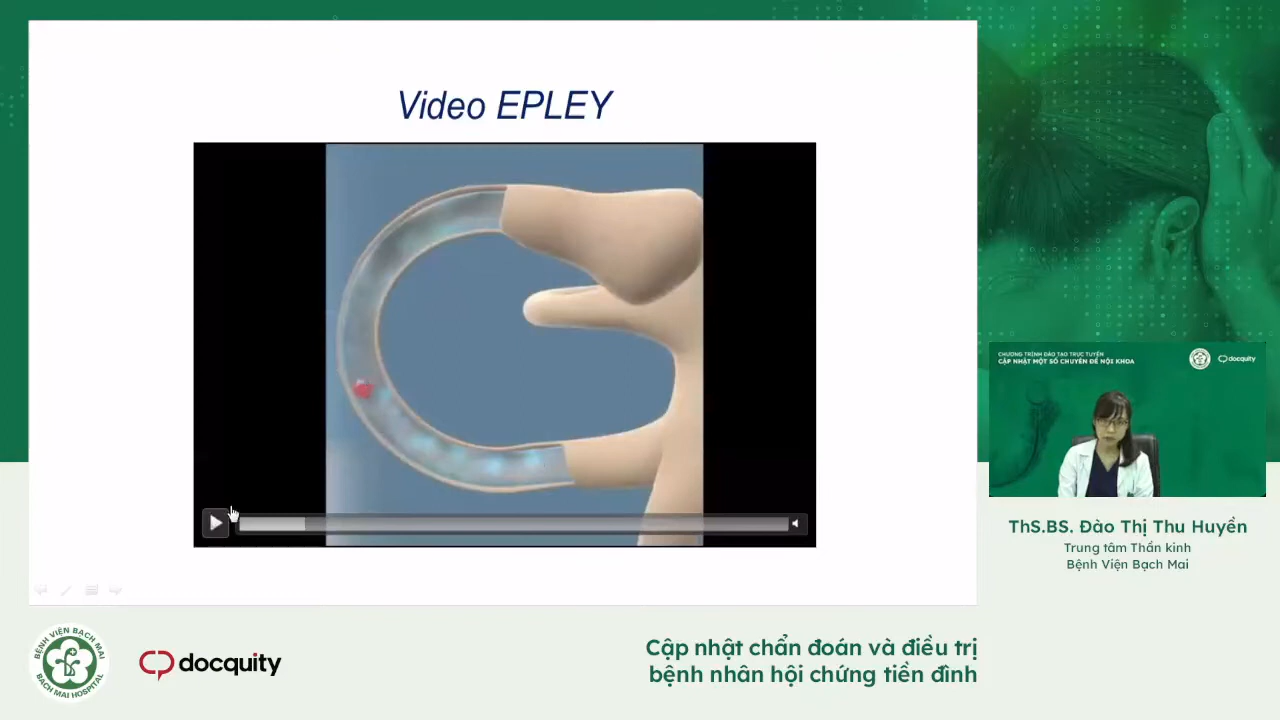 Video EPLEY
CHƯƠNG TRÌNH ĐÀO TẠO TRỰC TUYẾN
CẬP NHẬT MỘT SỐ CHUYÊN ĐỀ NỘI KHOA
docquity
ThS.BS. Đào Thị Thu Huyền
Trung tâm Thần kinh
Bệnh Viện Bạch Mai
BỆNH VIỆN BẠCH MAI
BACH MAI HOSPITAL
docquity
Cập nhật chẩn đoán và điều trị
bệnh nhân hội chứng tiền đình